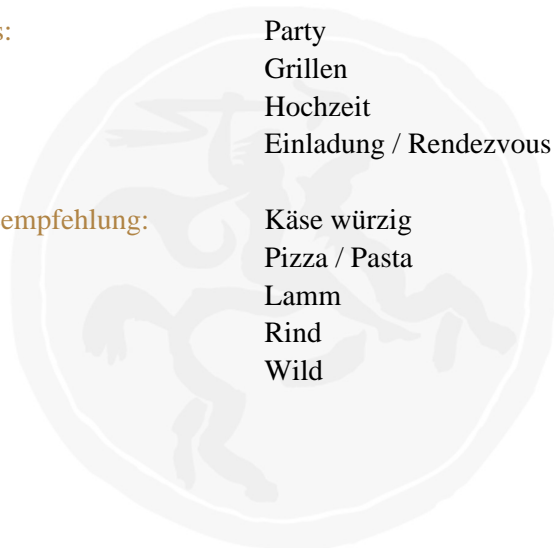 s: Party
Grillen
Hochzeit
Einladung / Rendezvous
empfehlung: Käse würzig
Pizza / Pasta
Lamm
Rind
Wild